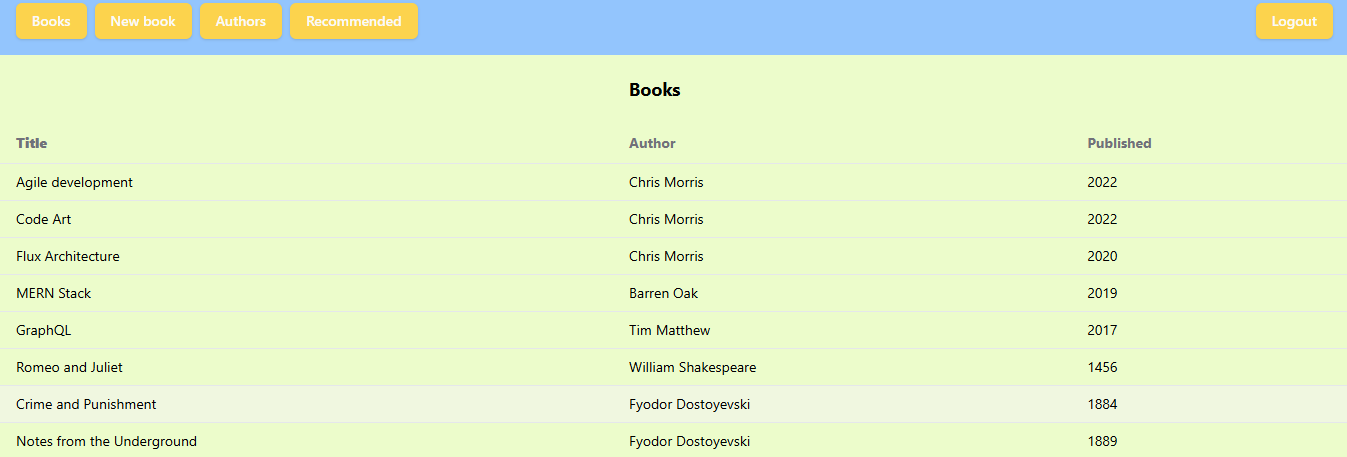 Books New book Authors Recommended Logout
Books
Title Author Published
Agile development Chris Morris 2022
Code Art Chris Morris 2022
Flux Architecture Chris Morris 2020
MERN Stack Barren Oak 2019
GraphQL Tim Matthew 2017
Romeo and Juliet William Shakespeare 1456
Crime and Punishment Fyodor Dostoyevski 1884
Notes from the Underground Fyodor Dostoyevski 1889